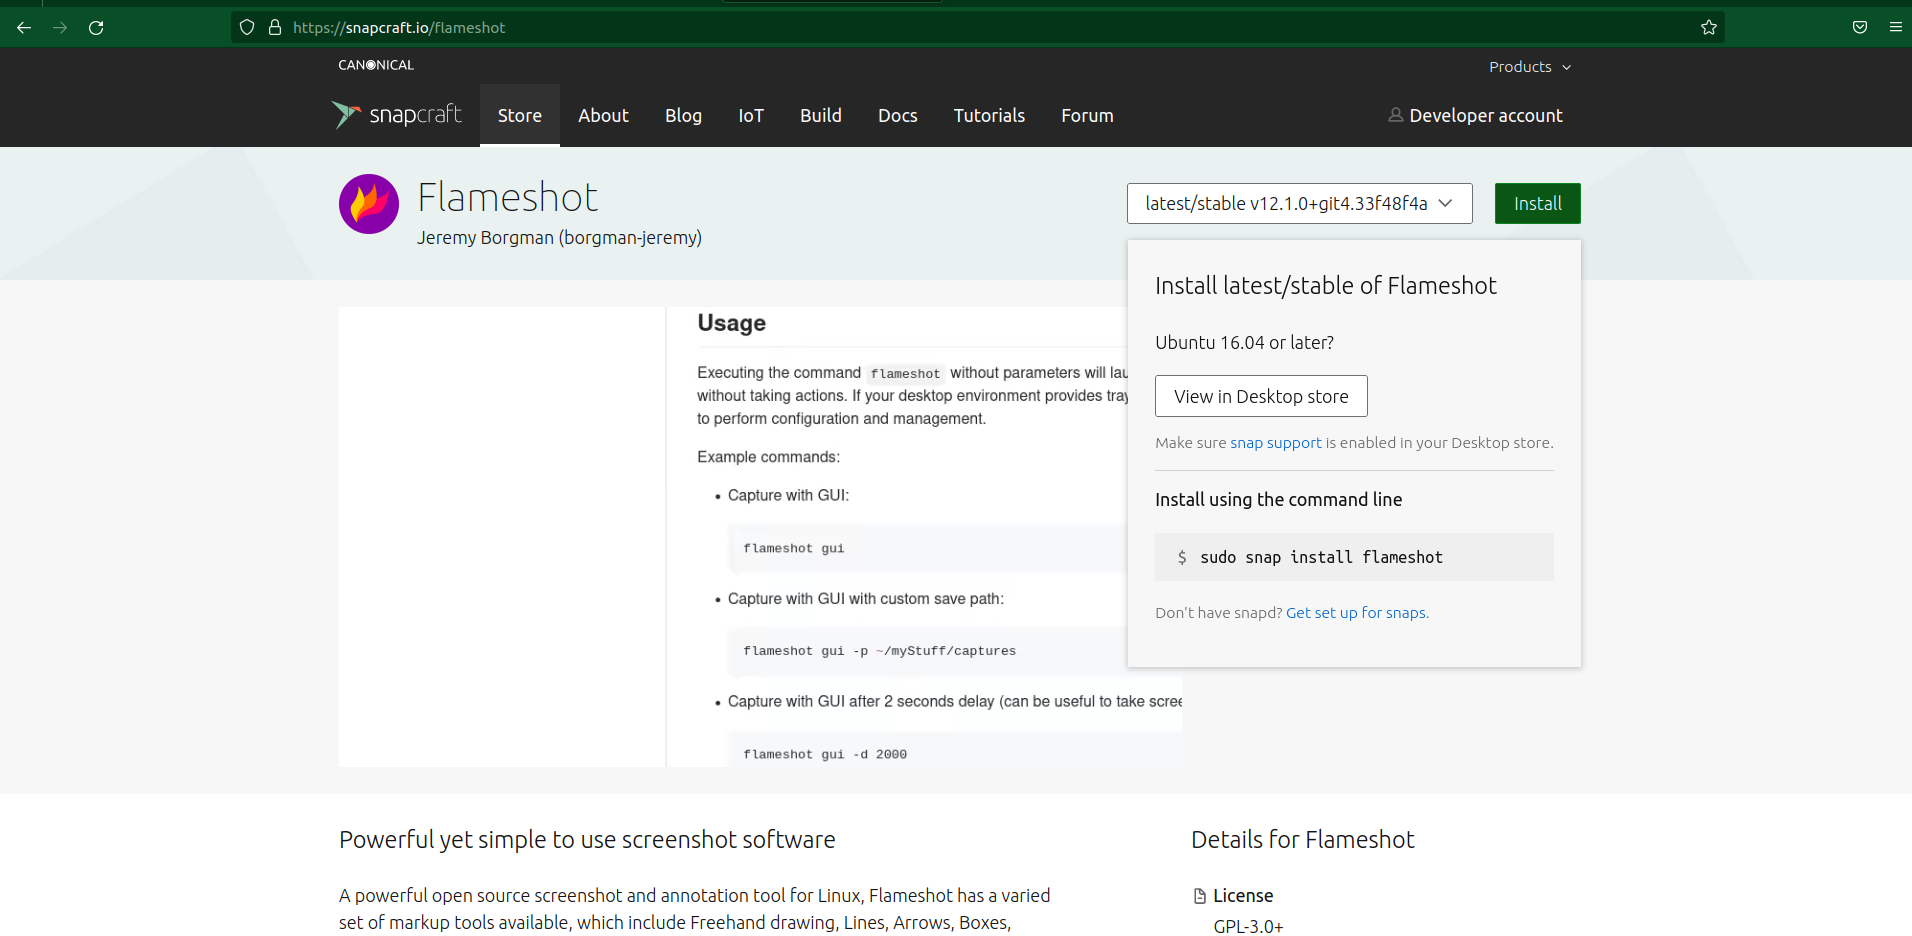 https://snapcraft.io/flameshot
CANONICAL
Products
snapcraft
Store
About
Blog
IoT
Build
Docs
Tutorials
Forum
Developer account
Flameshot
Jeremy Borgman (borgman-jeremy)
latest/stable v12.1.0+git4.33f48f4a
Install
Install latest/stable of Flameshot
Ubuntu 16.04 or later?
View in Desktop store
Make sure snap support is enabled in your Desktop store.
Install using the command line
$ sudo snap install flameshot
Don't have snapd? Get set up for snaps.
Usage
Executing the command flameshot without parameters will lau
without taking actions. If your desktop environment provides tray
to perform configuration and management.
Example commands:
• Capture with GUI:
flameshot gui
• Capture with GUI with custom save path:
flameshot gui -p ~/myStuff/captures
• Capture with GUI after 2 seconds delay (can be useful to take scree
flameshot gui -d 2000
Powerful yet simple to use screenshot software
A powerful open source screenshot and annotation tool for Linux, Flameshot has a varied
set of markup tools available, which include Freehand drawing, Lines, Arrows, Boxes,
Details for Flameshot
License
GPL-3.0+